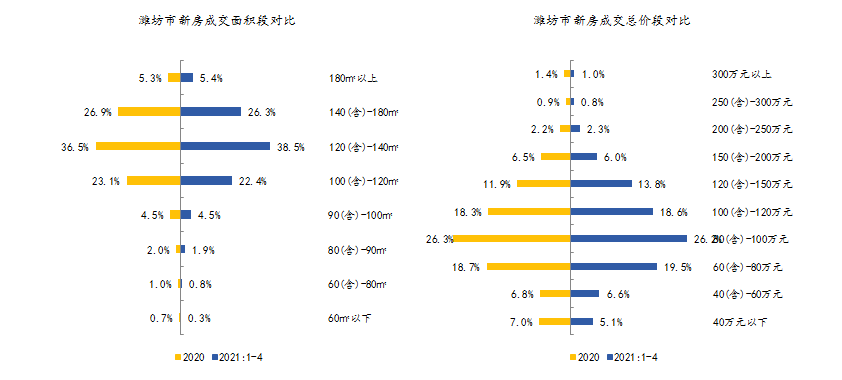 潍坊市新房成交面积段对比
5.3% 5.4% 180㎡以上
26.9% 26.3% 140(含)-180㎡
36.5% 38.5% 120(含)-140㎡
23.1% 22.4% 100(含)-120㎡
4.5% 4.5% 90(含)-100㎡
2.0% 1.9% 80(含)-90㎡
1.0% 0.8% 60(含)-80㎡
0.7% 0.3% 60㎡以下
2020 2021:1-4
潍坊市新房成交总价段对比
1.4% 1.0% 300万元以上
0.9% 0.8% 250(含)-300万元
2.2% 2.3% 200(含)-250万元
6.5% 6.0% 150(含)-200万元
11.9% 13.8% 120(含)-150万元
18.3% 18.6% 100(含)-120万元
26.3% 26.2% 80(含)-100万元
18.7% 19.5% 60(含)-80万元
6.8% 6.6% 40(含)-60万元
7.0% 5.1% 40万元以下
2020 2021:1-4